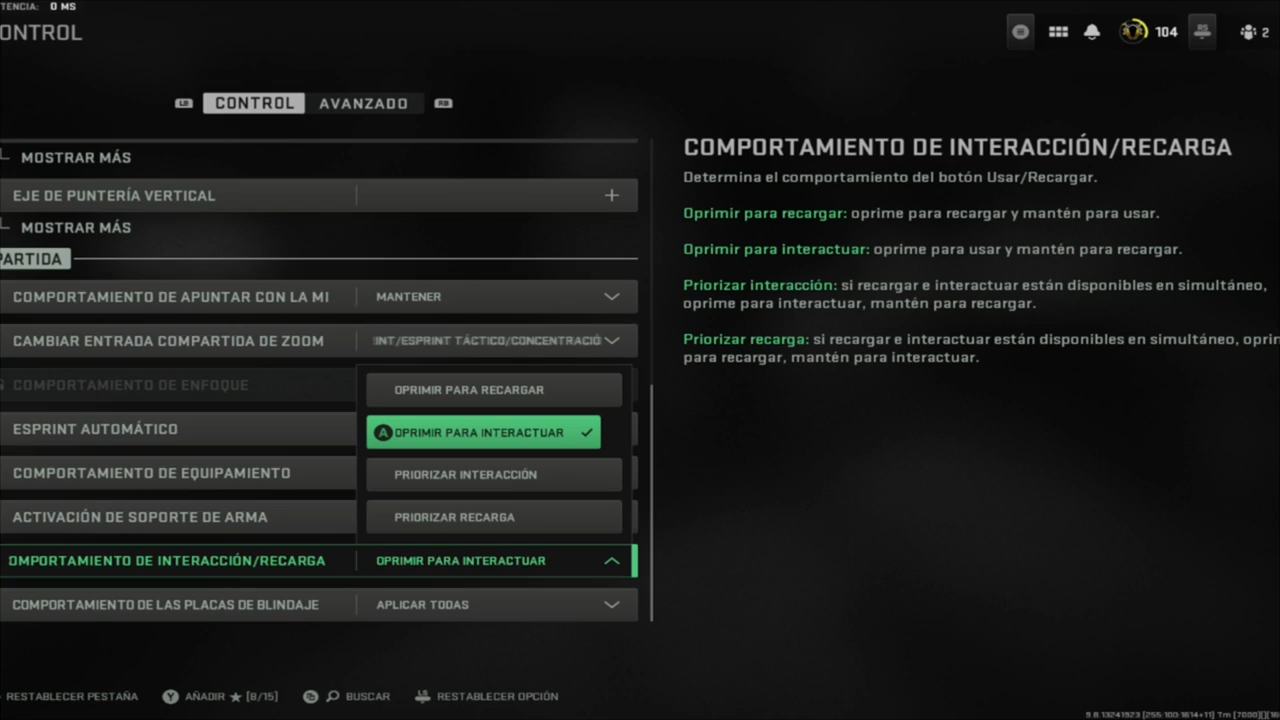 TENCIA: 0 MS
ONTROL
104
RS
2
LB CONTROL AVANZADO RB
MOSTRAR MÁS
EJE DE PUNTERÍA VERTICAL
MOSTRAR MÁS
PARTIDA
COMPORTAMIENTO DE APUNTAR CON LA MI MANTENER
CAMBIAR ENTRADA COMPARTIDA DE ZOOM INT/ESPRINT TÁCTICO/CONCENTRACIÓ
COMPORTAMIENTO DE ENFOQUE
OPRIMIR PARA RECARGAR
ESPRINT AUTOMÁTICO
A OPRIMIR PARA INTERACTUAR
COMPORTAMIENTO DE EQUIPAMIENTO
PRIORIZAR INTERACCIÓN
ACTIVACIÓN DE SOPORTE DE ARMA
PRIORIZAR RECARGA
OMPORTAMIENTO DE INTERACCIÓN/RECARGA OPRIMIR PARA INTERACTUAR
COMPORTAMIENTO DE LAS PLACAS DE BLINDAJE APLICAR TODAS
COMPORTAMIENTO DE INTERACCIÓN/RECARGA
Determina el comportamiento del botón Usar/Recargar.
Oprimir para recargar: oprime para recargar y mantén para usar.
Oprimir para interactuar: oprime para usar y mantén para recargar.
Priorizar interacción: si recargar e interactuar están disponibles en simultáneo,
oprime para interactuar, mantén para recargar.
Priorizar recarga: si recargar e interactuar están disponibles en simultáneo, oprim
para recargar, mantén para interactuar.
RESTABLECER PESTAÑA Y AÑADIR ★ [8/15] BUSCAR LS RESTABLECER OPCIÓN